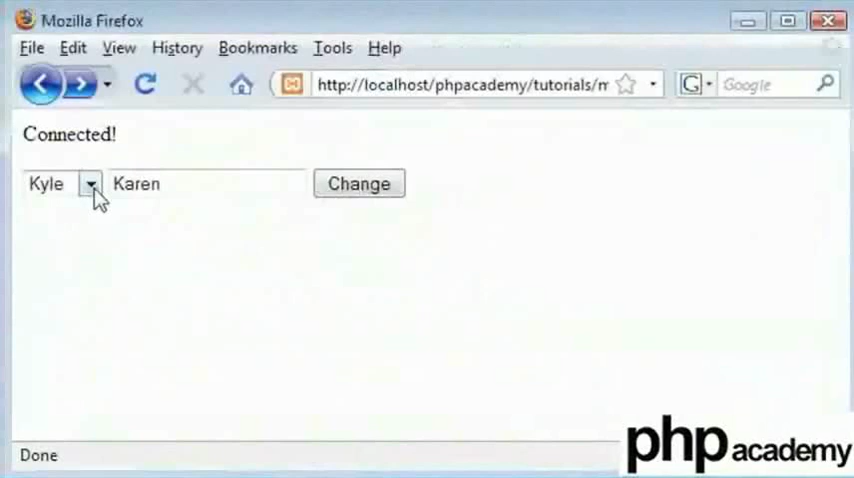 Mozilla Firefox
File Edit View History Bookmarks Tools Help
http://localhost/phpacademy/tutorials/m
G Google
Connected!
Kyle Karen Change
Done
php academy